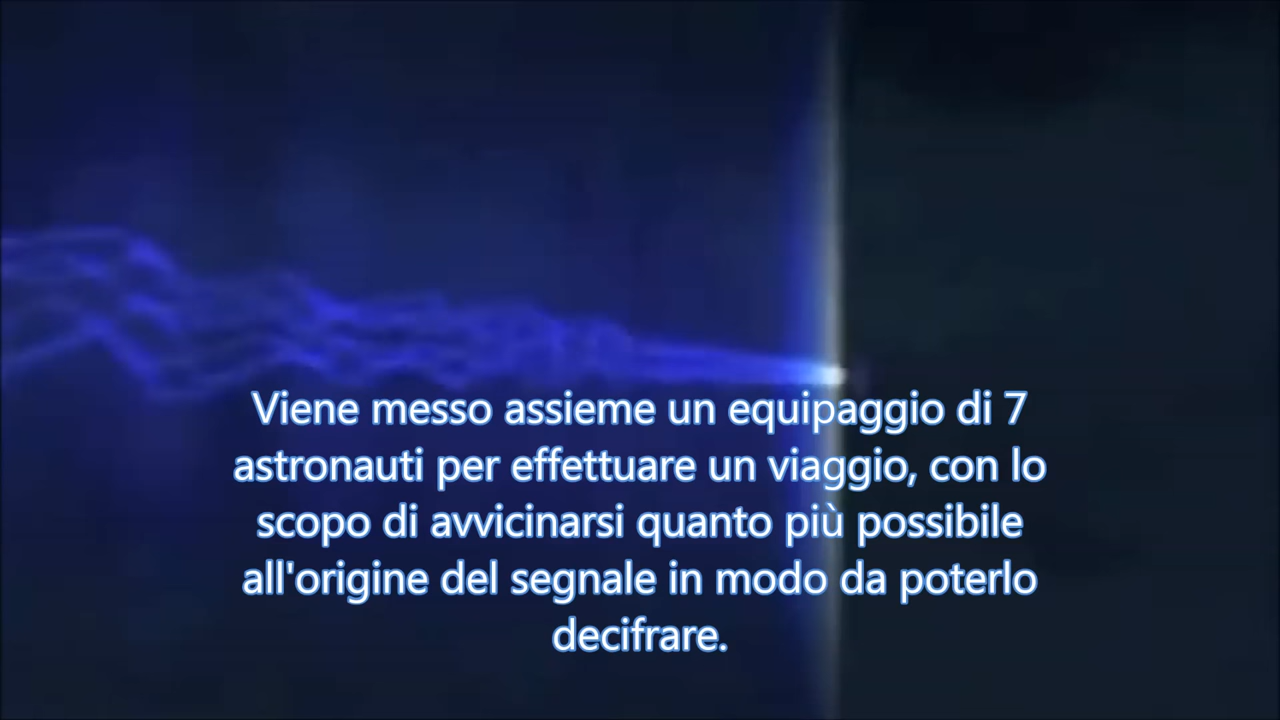 Viene messo assieme un equipaggio di 7
astronauti per effettuare un viaggio, con lo
scopo di avvicinarsi quanto più possibile
all'origine del segnale in modo da poterlo
decifrare.